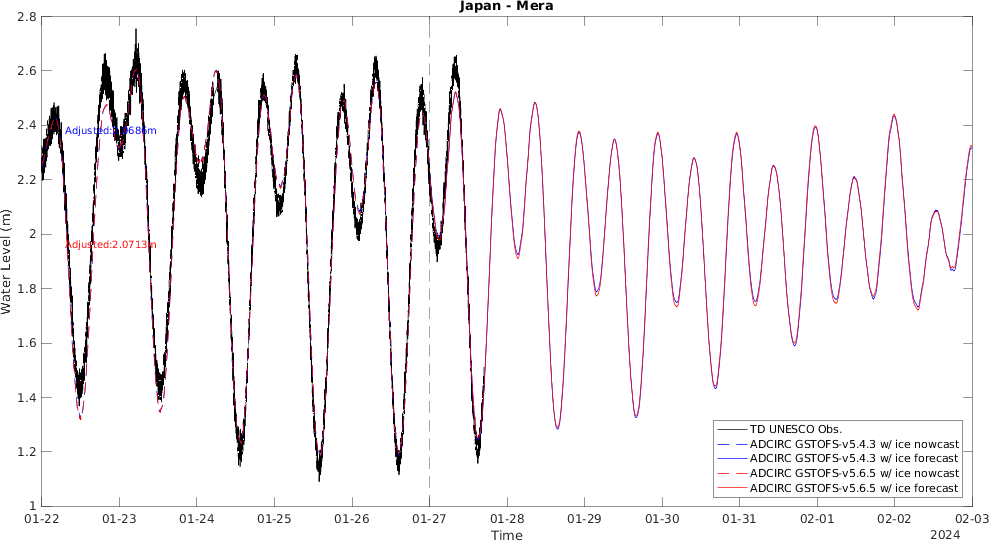 Japan - Mera
2.8
2.6
2.4
2.2
2
1.8
1.6
1.4
1.2
1
Water Level (m)
Adjusted:2.0686m
Adjusted:2.0713m
TD UNESCO Obs.
ADCIRC GSTOFS-v5.4.3 w/ ice nowcast
ADCIRC GSTOFS-v5.4.3 w/ ice forecast
ADCIRC GSTOFS-v5.6.5 w/ ice nowcast
ADCIRC GSTOFS-v5.6.5 w/ ice forecast
01-22 01-23 01-24 01-25 01-26 01-27 01-28 01-29 01-30 01-31 02-01 02-02 02-03
Time
2024